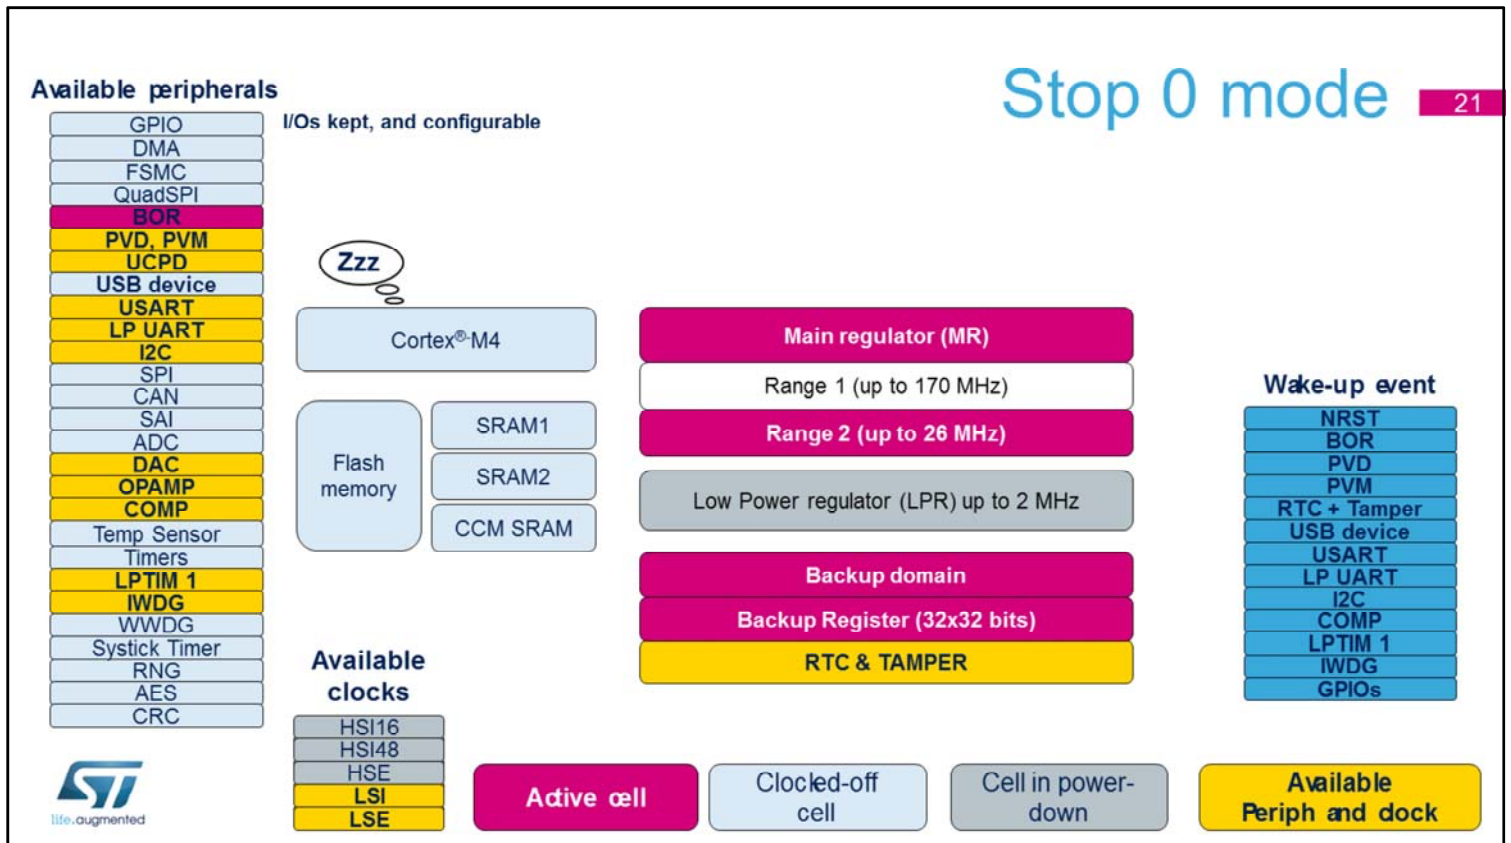 Stop 0 mode
21
Available peripherals
GPIO
DMA
FSMC
QuadSPI
BOR
PVD, PVM
UCPD
USB device
USART
LP UART
I2C
SPI
CAN
SAI
ADC
DAC
OPAMP
COMP
Temp Sensor
Timers
LPTIM 1
IWDG
WWDG
Systick Timer
RNG
AES
CRC
I/Os kept, and configurable
Zzz
Cortex®-M4
Flash
memory
SRAM1
SRAM2
CCM SRAM
Available
clocks
HSI16
HSI48
HSE
LSI
LSE
Main regulator (MR)
Range 1 (up to 170 MHz)
Range 2 (up to 26 MHz)
Low Power regulator (LPR) up to 2 MHz
Backup domain
Backup Register (32x32 bits)
RTC & TAMPER
Wake-up event
NRST
BOR
PVD
PVM
RTC + Tamper
USB device
USART
LP UART
I2C
COMP
LPTIM 1
IWDG
GPIOs
ST
life.augmented
Active cell
Clocked-off
cell
Cell in power-
down
Available
Periph and clock